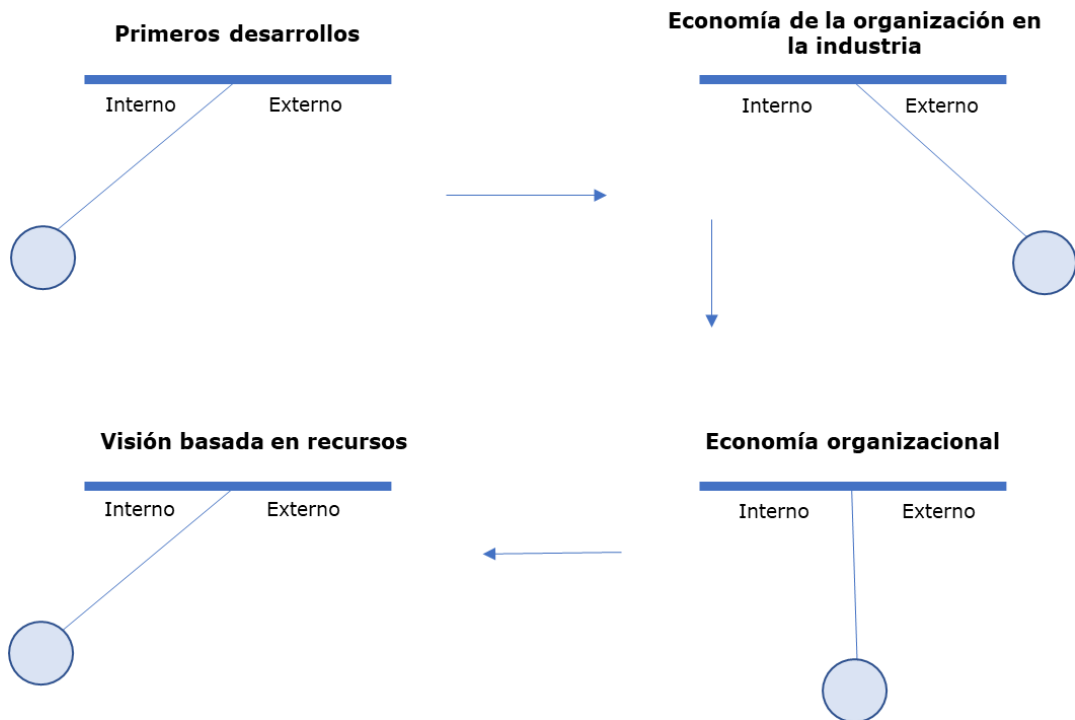 Primeros desarrollos
Interno
Externo
Economía de la organización en
la industria
Interno
Externo
Visión basada en recursos
Interno
Externo
Economía organizacional
Interno
Externo